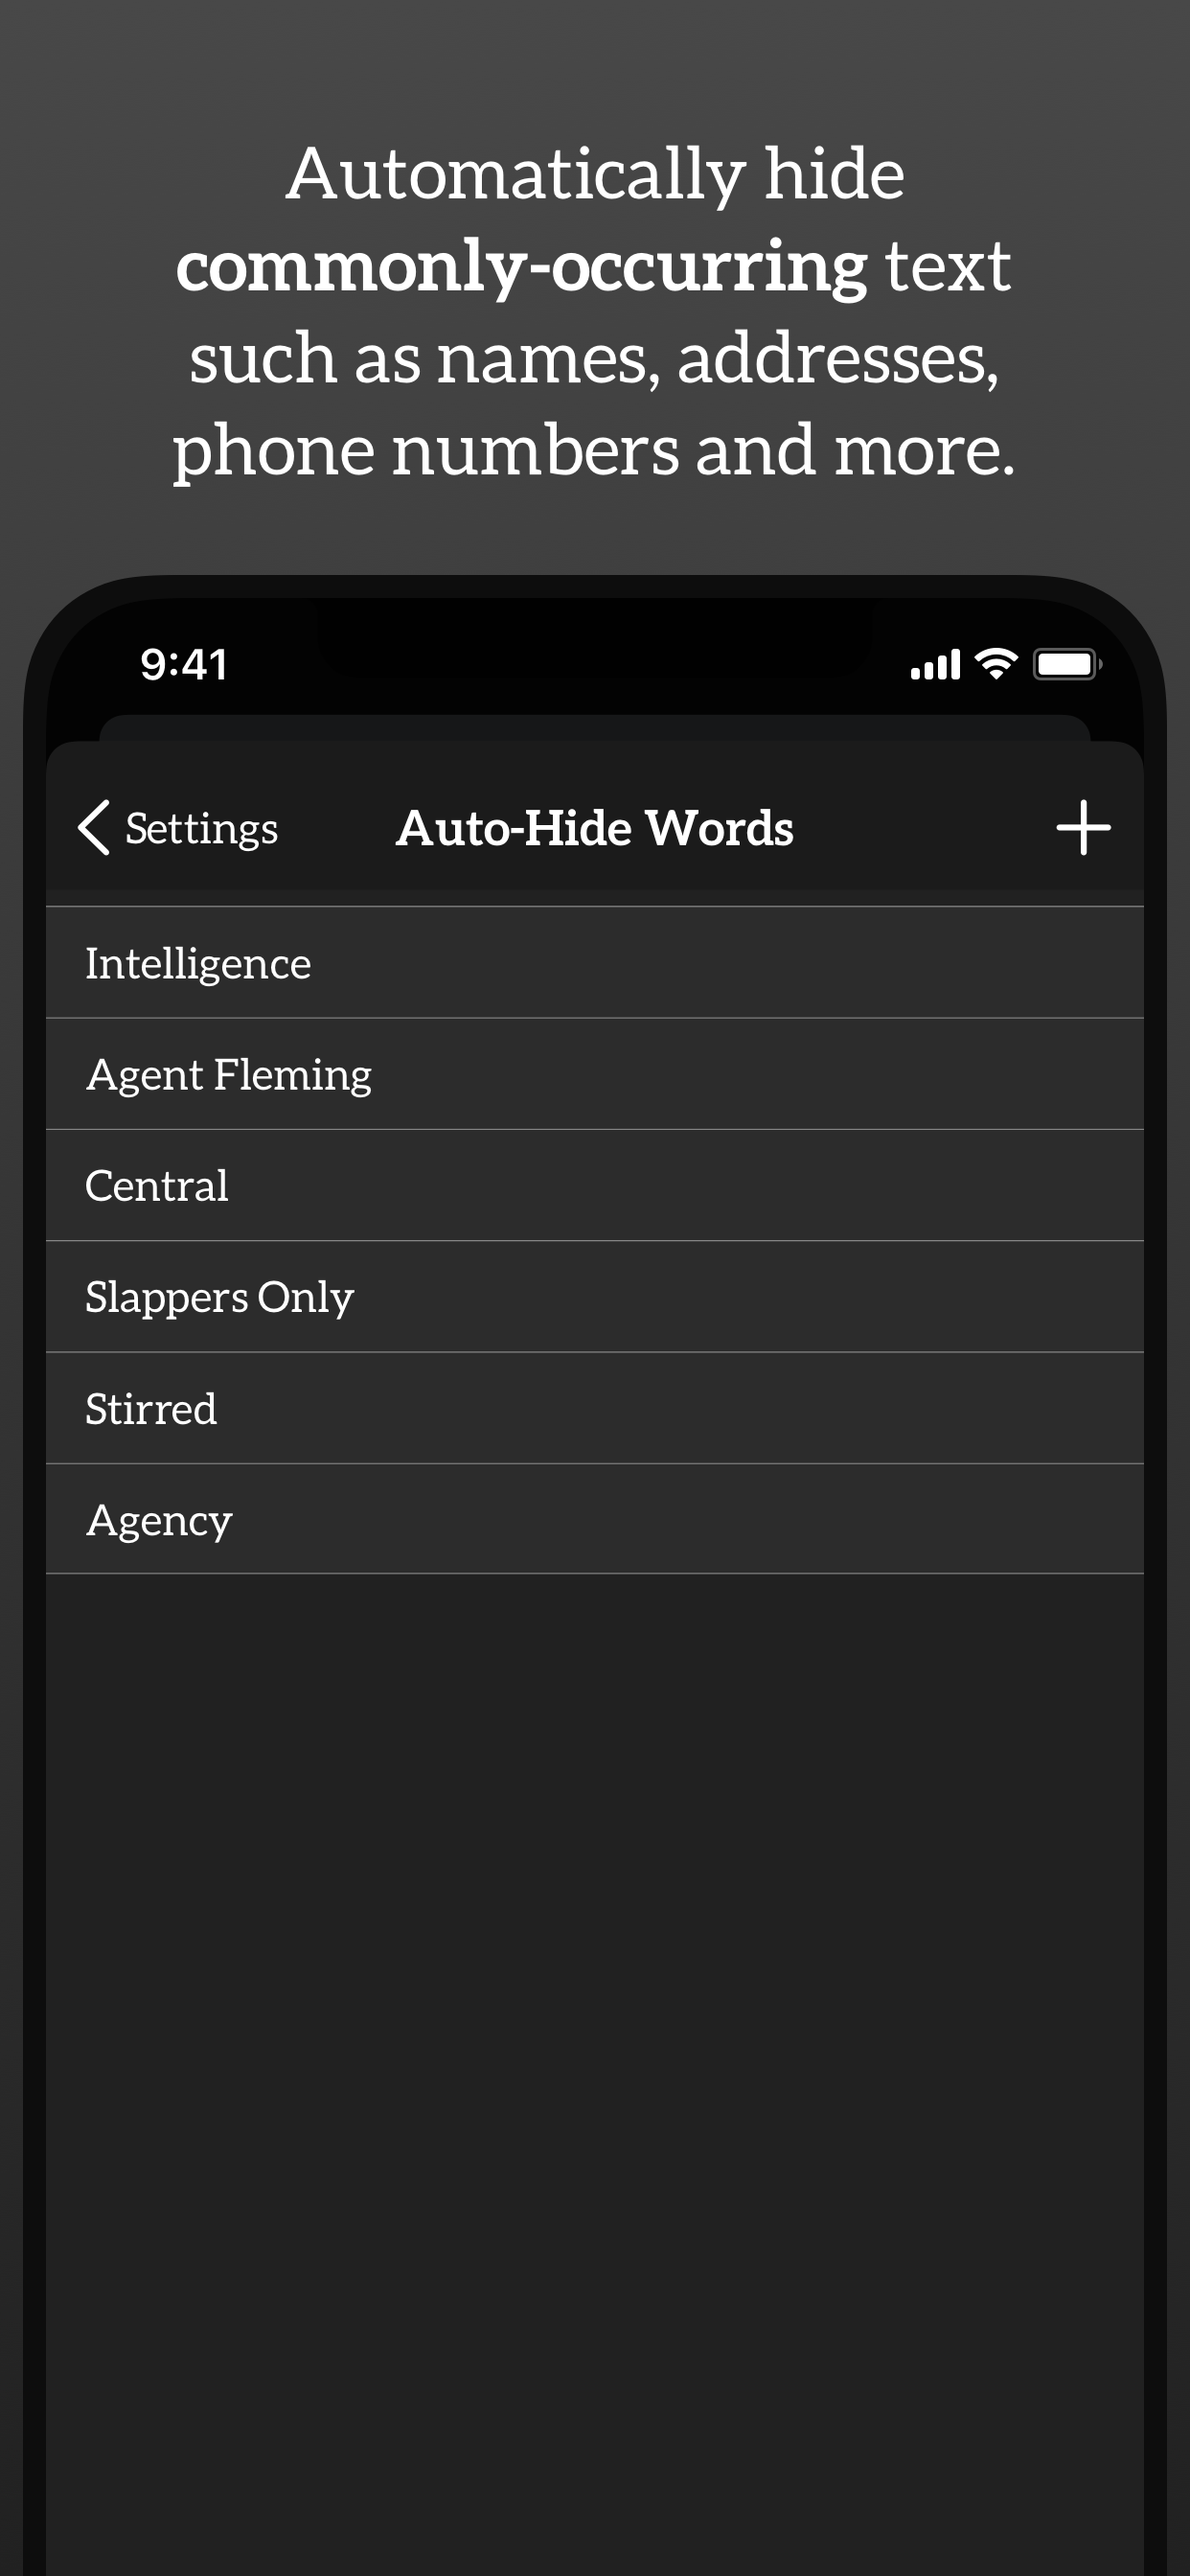 Automatically hide
commonly-occurring text
such as names, addresses,
phone numbers and more.
9:41
Settings Auto-Hide Words
Intelligence
Agent Fleming
Central
Slappers Only
Stirred
Agency